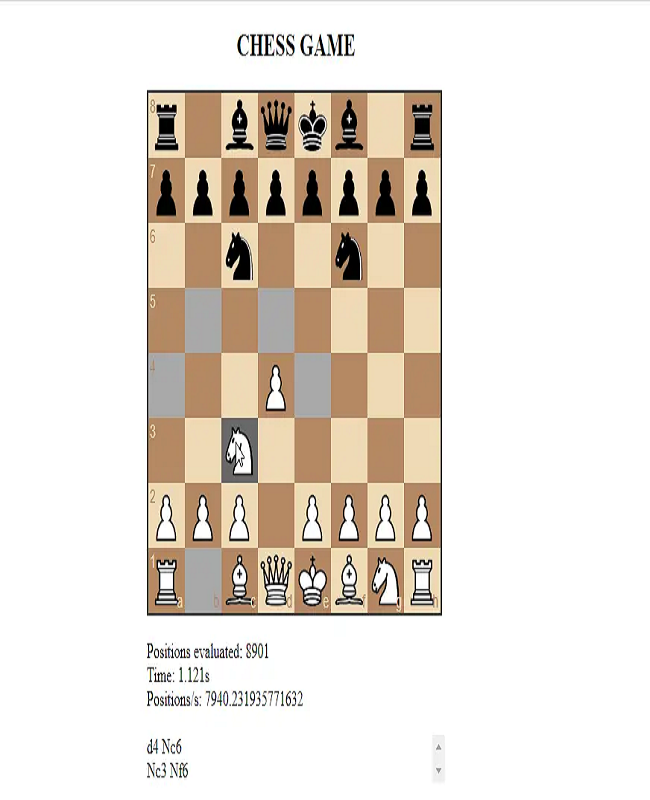 CHESS GAME
8
7
6
5
4
3
2
1
a b c d e f g h
Positions evaluated: 8901
Time: 1.121s
Positions/s: 7940.231935771632
d4 Nc6
Nc3 Nf6